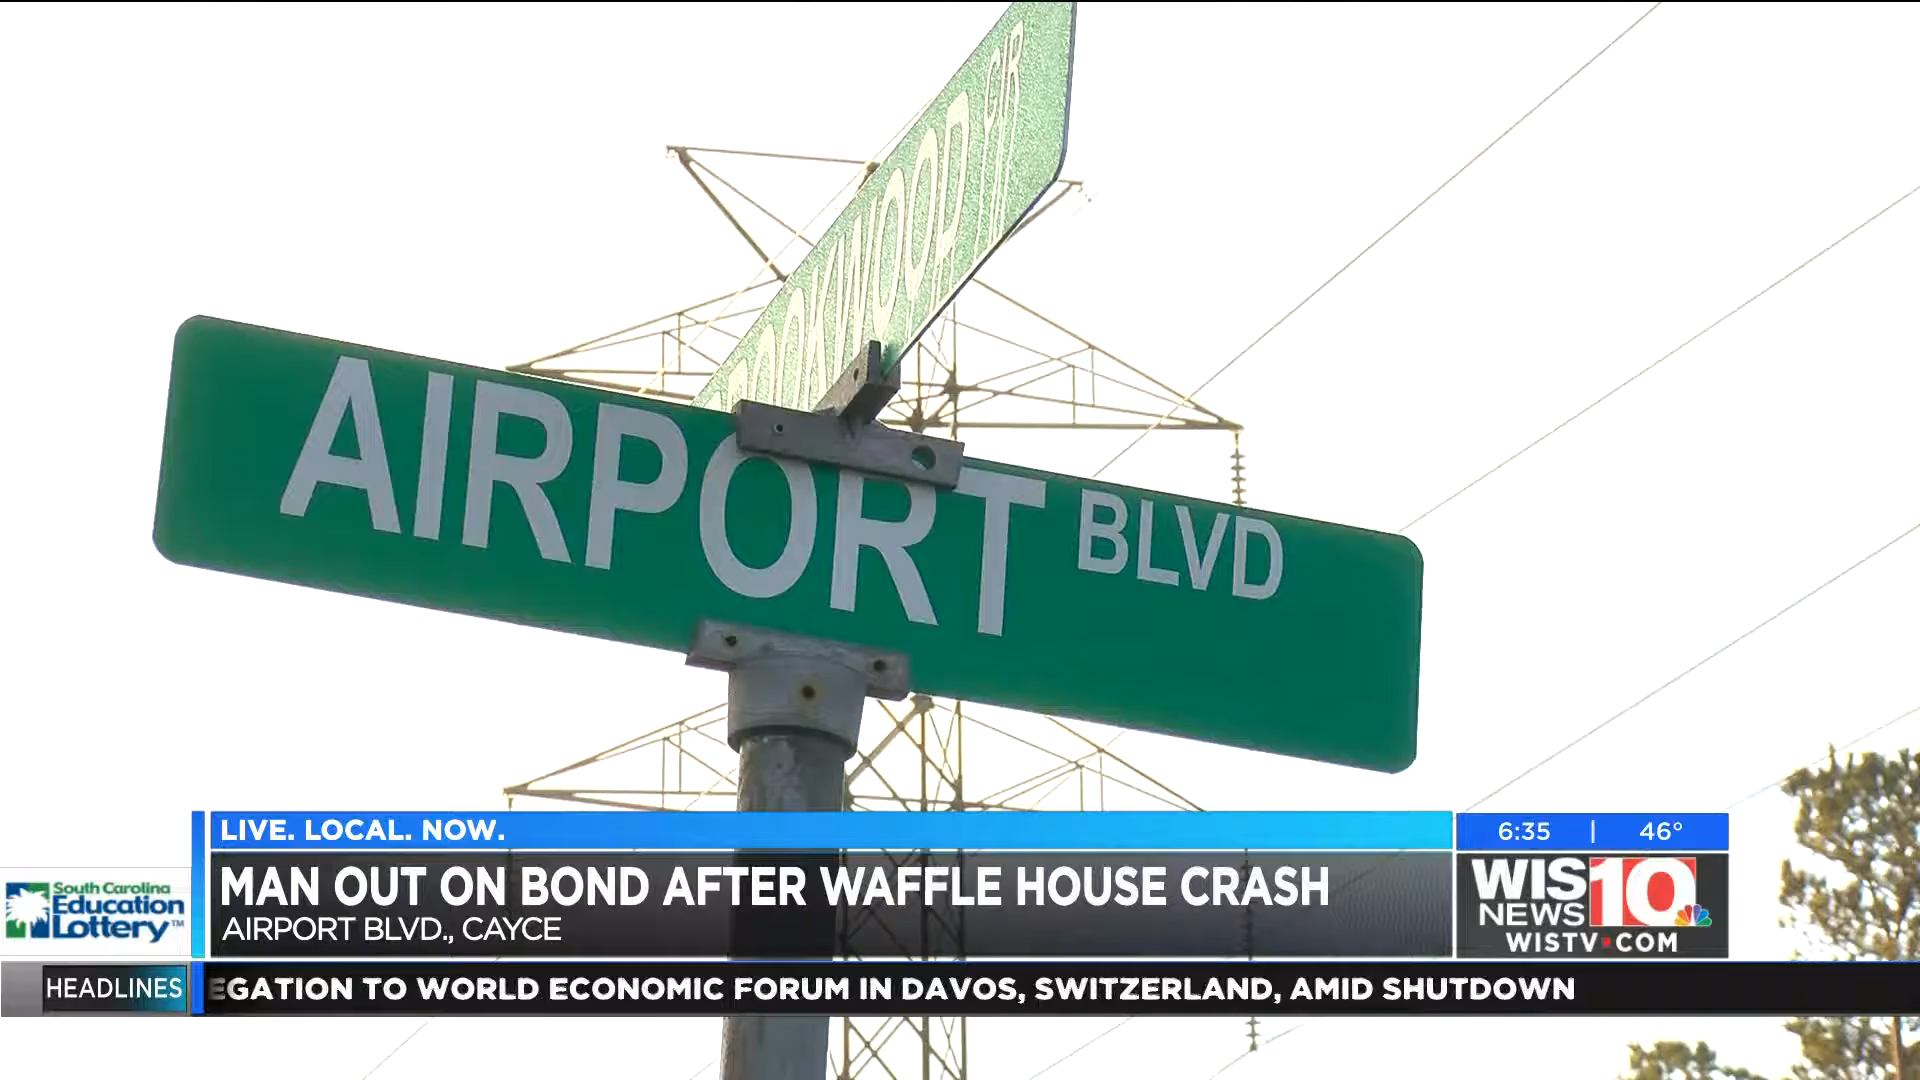 CIR
AIRPORT BLVD
LIVE. LOCAL. NOW.
6:35 | 46°
MAN OUT ON BOND AFTER WAFFLE HOUSE CRASH
AIRPORT BLVD., CAYCE
South Carolina
Education
Lottery™
WIS 10
NEWS
WISTV.COM
HEADLINES
EGATION TO WORLD ECONOMIC FORUM IN DAVOS, SWITZERLAND, AMID SHUTDOWN